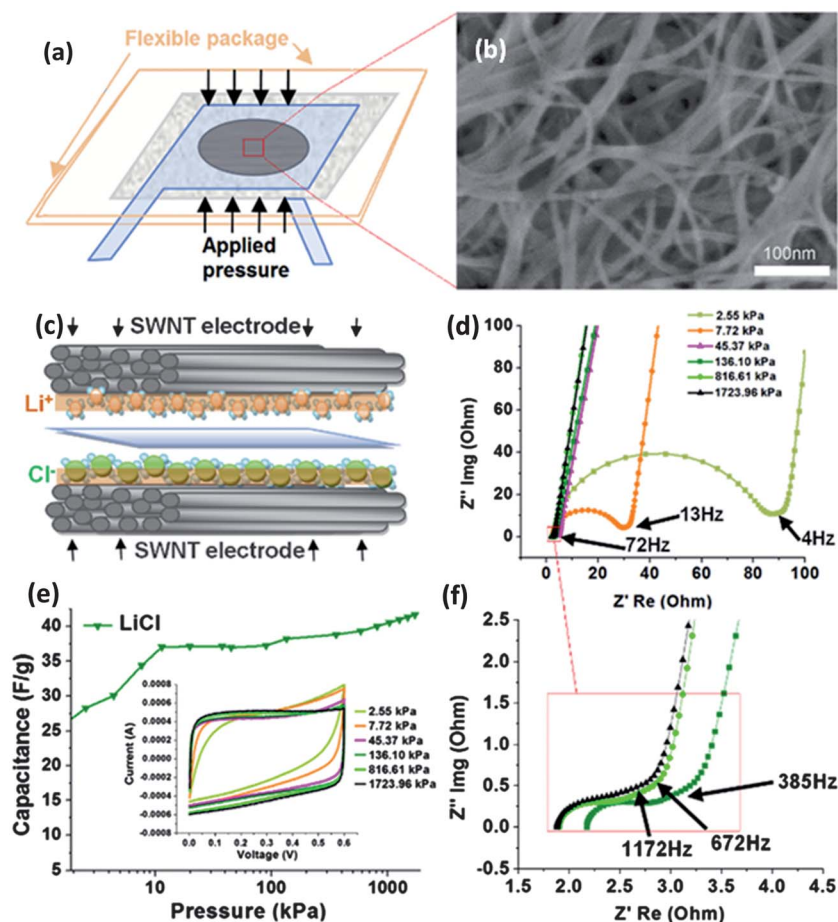 (a)
Flexible package
Applied
pressure
(b)
100nm
(c)
SWNT electrode
Li+
Cl-
SWNT electrode
(d)
100
80
60
40
20
0
Z'' Img (Ohm)
2.55 kPa
7.72 kPa
45.37 kPa
136.10 kPa
816.61 kPa
1723.96 kPa
13Hz
72Hz
4Hz
0 20 40 60 80 100
Z' Re (Ohm)
(e)
LiCl
40
35
30
25
20
15
10
5
Capacitance (F/g)
0.0008
0.0006
0.0004
0.0002
0.0000
-0.0002
-0.0004
-0.0006
-0.0008
Current (A)
2.55 kPa
7.72 kPa
45.37 kPa
136.10 kPa
816.61 kPa
1723.96 kPa
0.0 0.1 0.2 0.3 0.4 0.5 0.6
Voltage (V)
10 100 1000
Pressure (kPa)
(f)
2.5
2.0
1.5
1.0
0.5
0.0
-0.5
Z'' Img (Ohm)
385Hz
1172Hz
672Hz
1.5 2.0 2.5 3.0 3.5 4.0 4.5
Z' Re (Ohm)